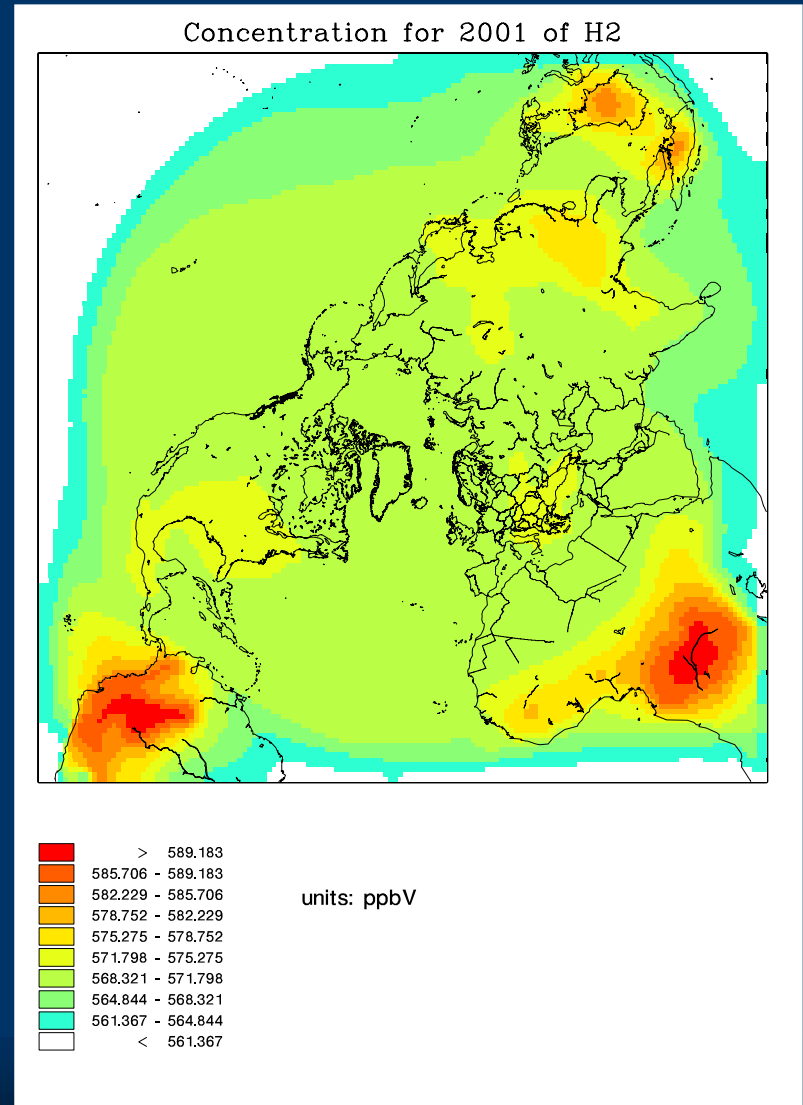 Concentration for 2001 of H2
> 589.183
585.706 - 589.183
582.229 - 585.706
578.752 - 582.229
575.275 - 578.752
571.798 - 575.275
568.321 - 571.798
564.844 - 568.321
561.367 - 564.844
< 561.367
units: ppbV